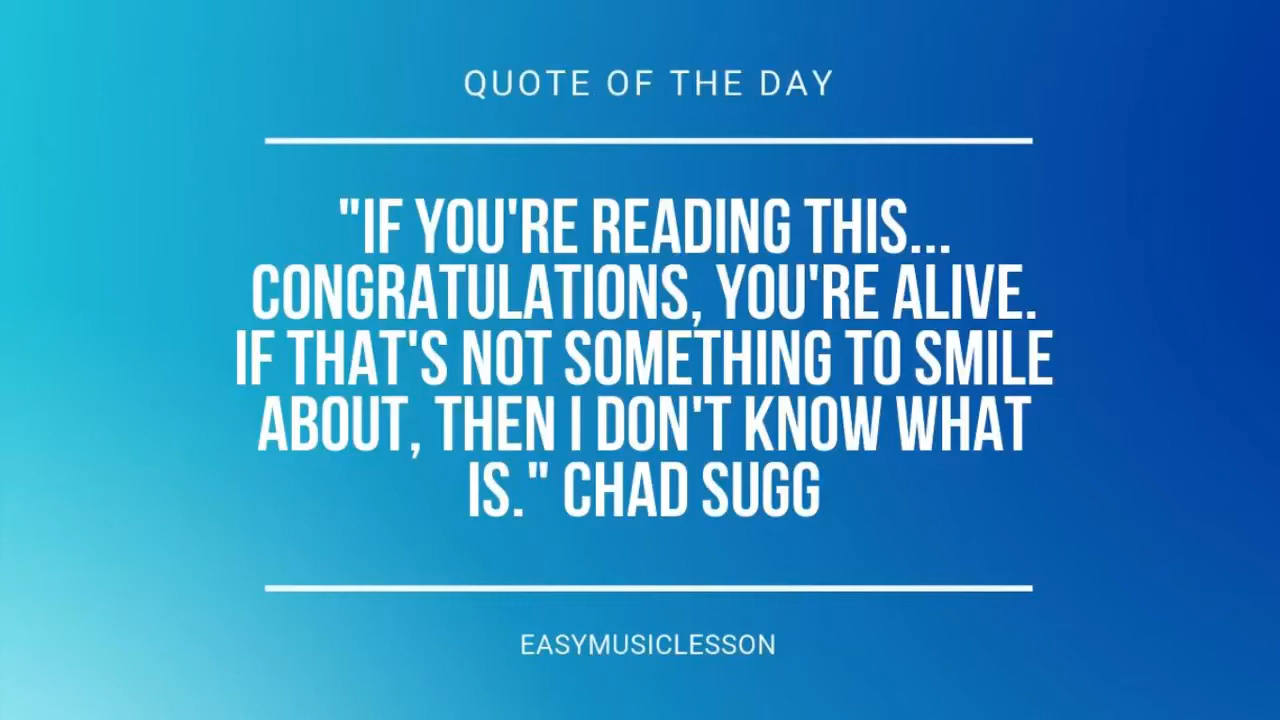 QUOTE OF THE DAY
"IF YOU'RE READING THIS...
CONGRATULATIONS, YOU'RE ALIVE.
IF THAT'S NOT SOMETHING TO SMILE
ABOUT, THEN I DON'T KNOW WHAT
IS." CHAD SUGG
EASYMUSICLESSON